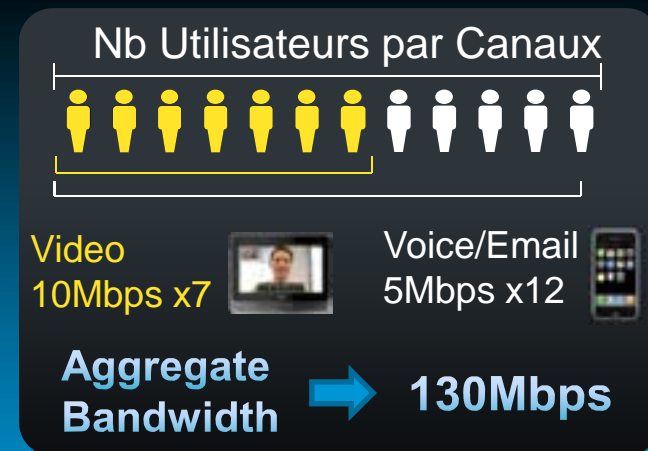 Nb Utilisateurs par Canaux
Video
10Mbps x7
Voice/Email
5Mbps x12
Aggregate
Bandwidth
130Mbps